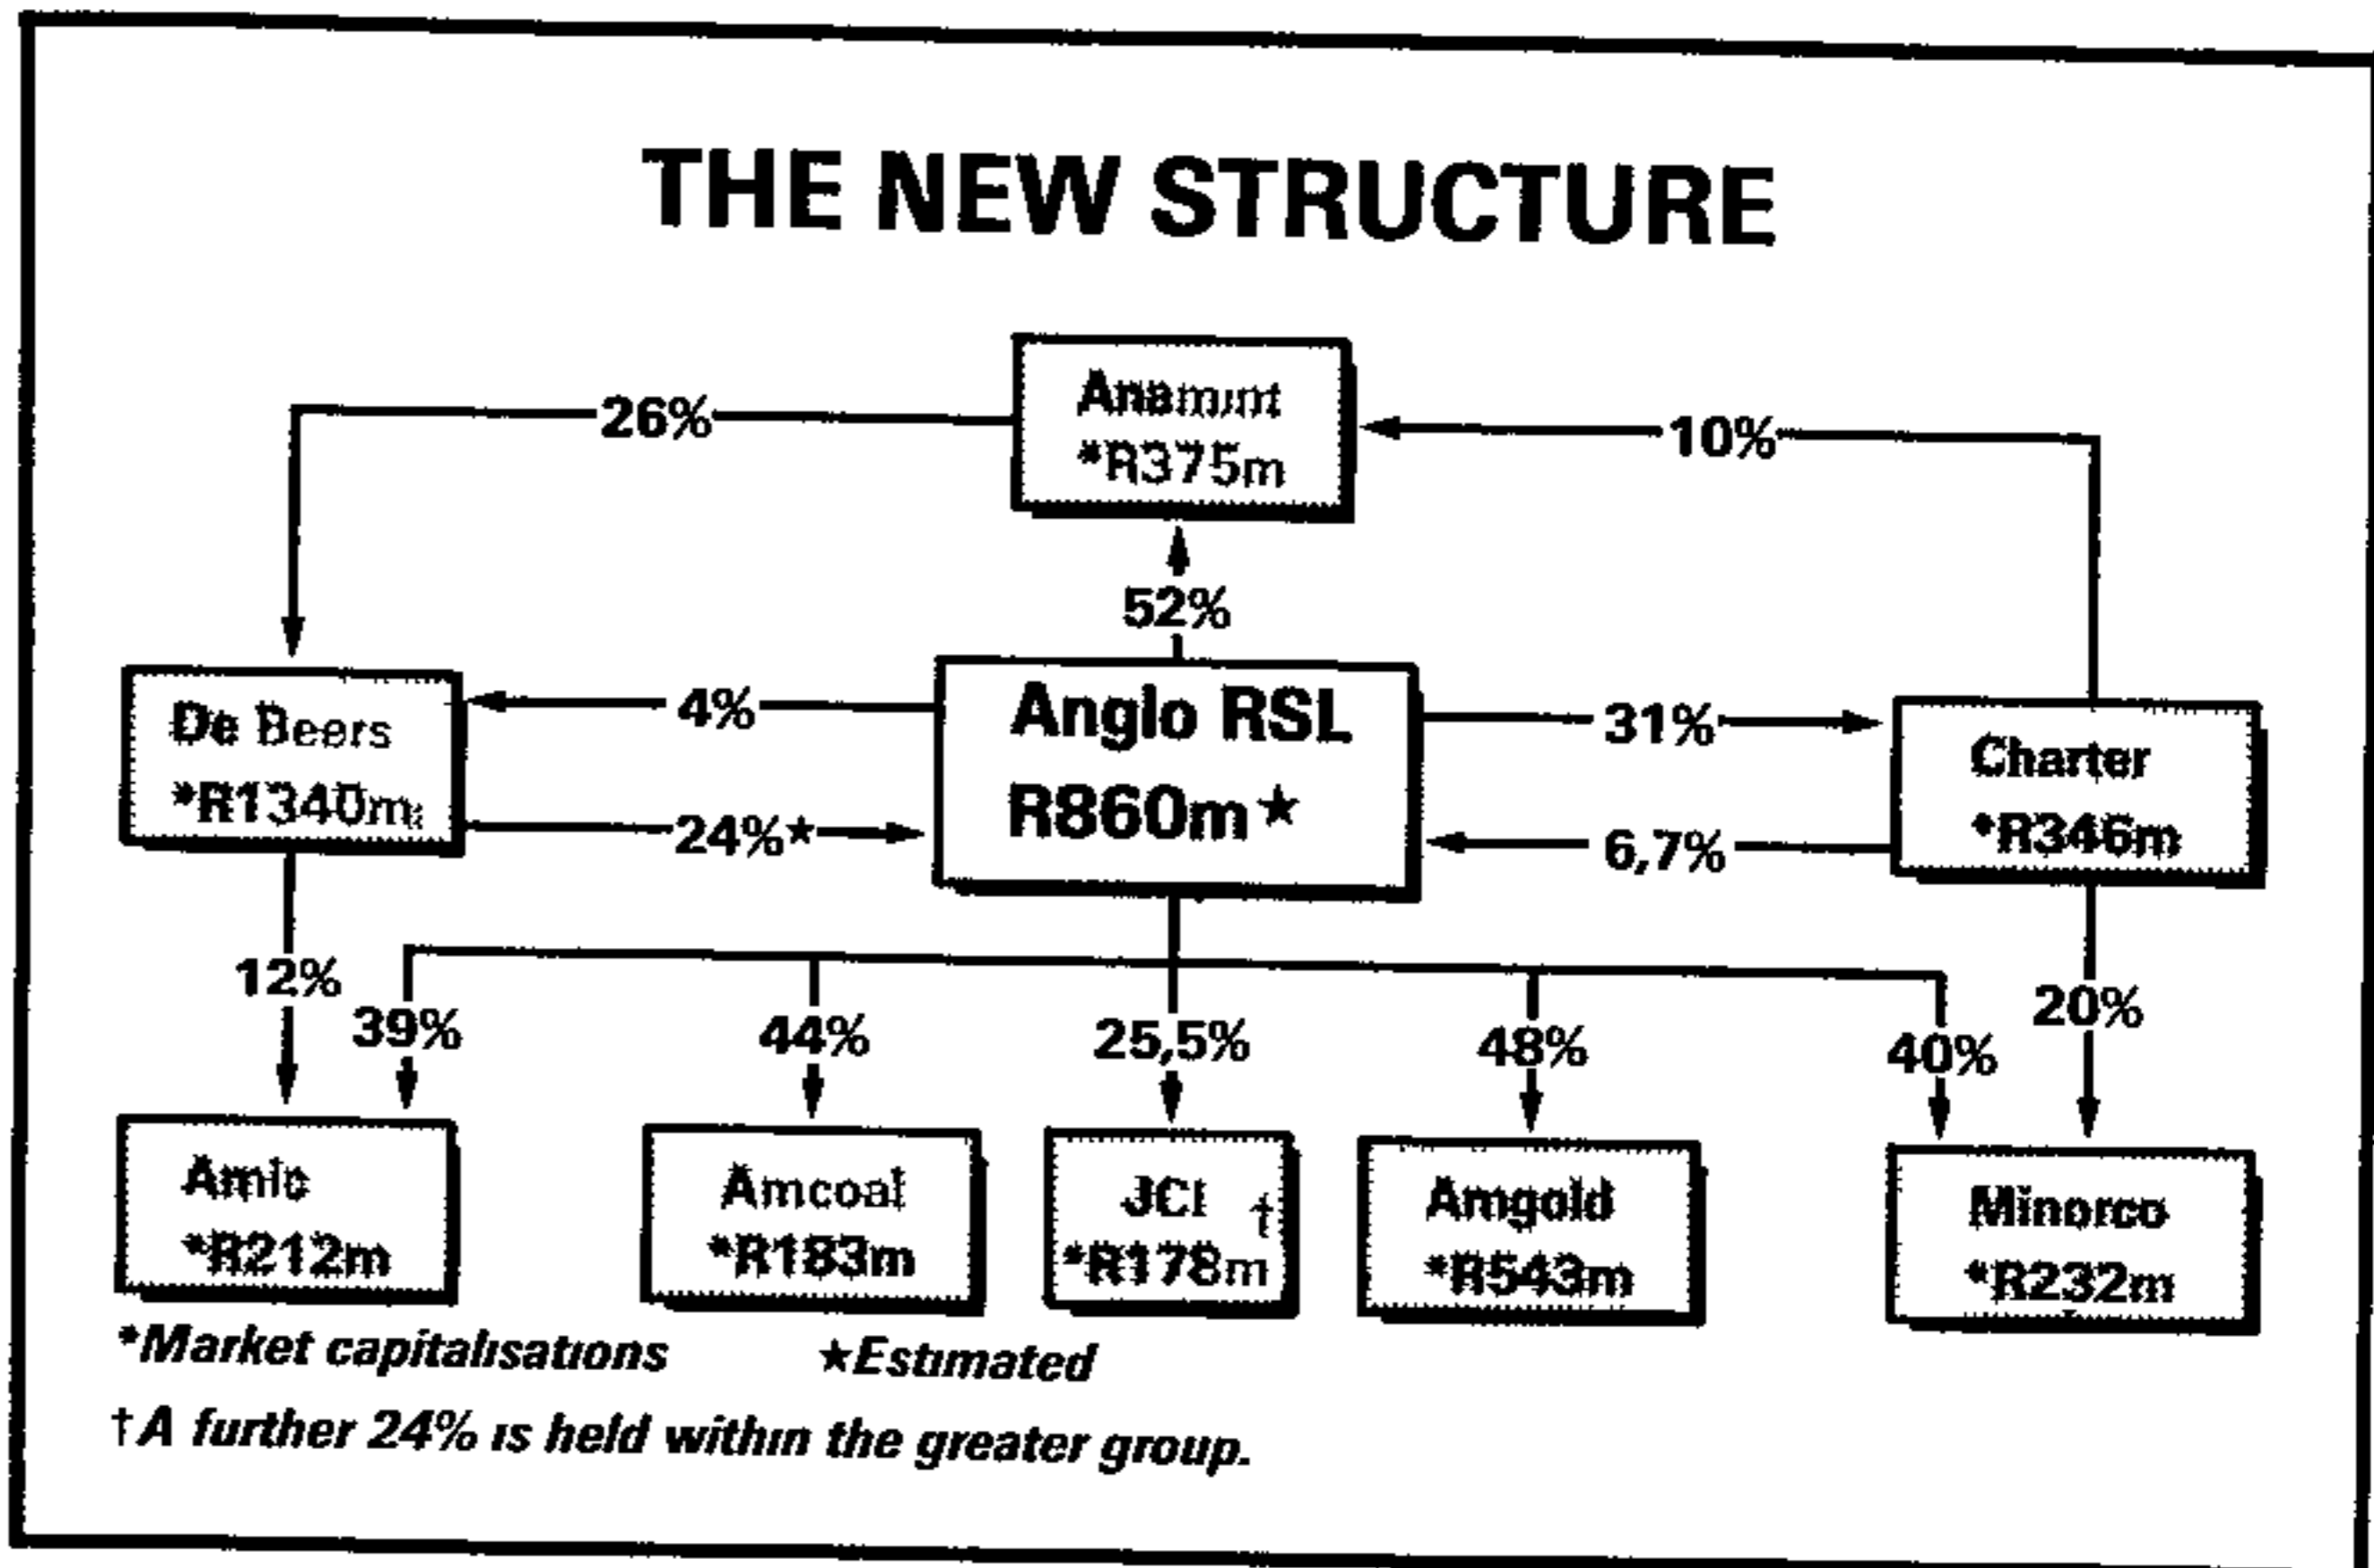 THE NEW STRUCTURE
Anamint
*R375m
26%
10%
52%
De Beers
*R1340m
4%
24%★
Anglo RSL
R860m★
31%
6,7%
Charter
*R346m
12%
39%
44%
25,5%
48%
40%
20%
Amic
*R212m
Amcoal
*R183m
JCI †
*R178m
Amgold
*R543m
Minorco
*R232m
*Market capitalisations ★Estimated
†A further 24% is held within the greater group.